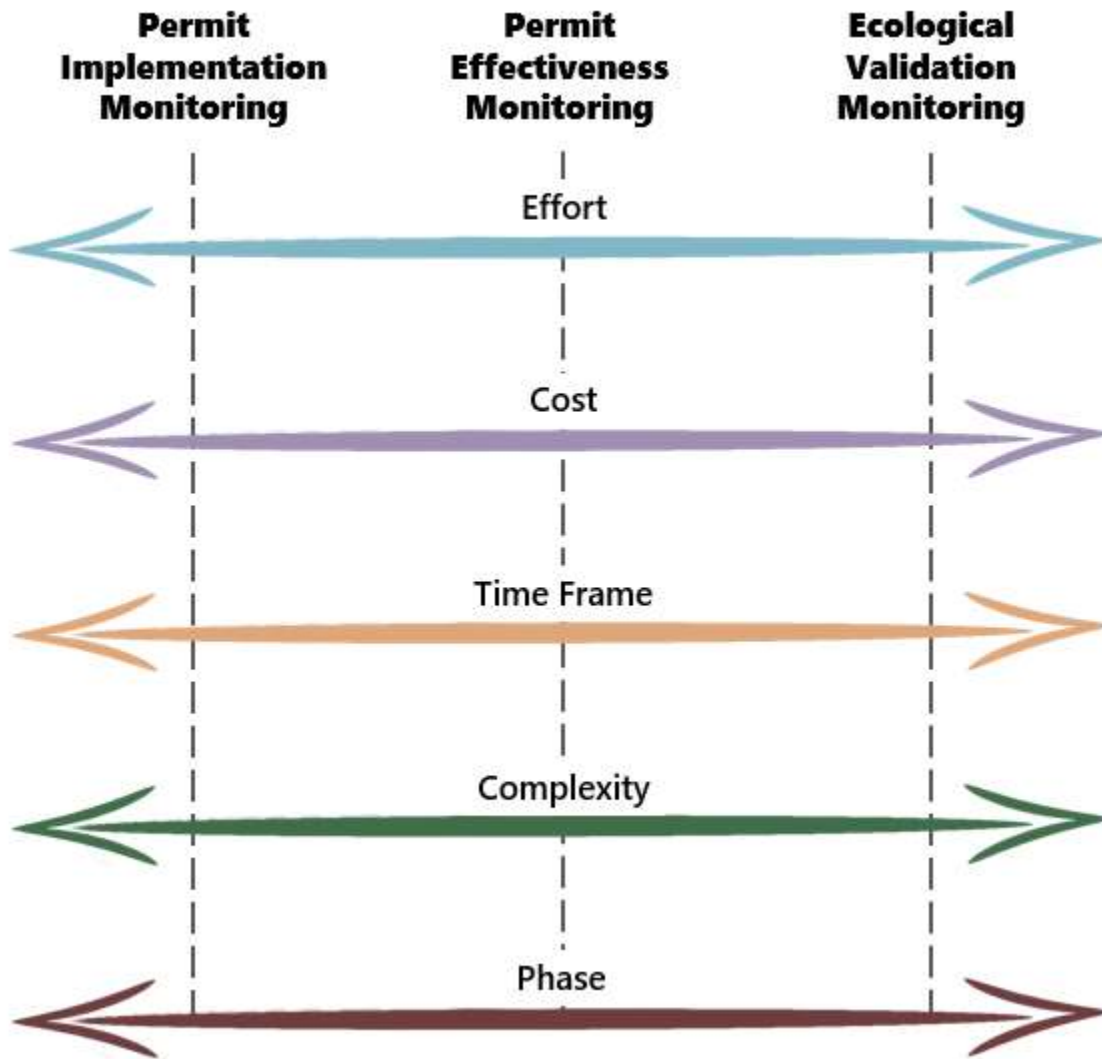 Permit
Implementation
Monitoring
Permit
Effectiveness
Monitoring
Ecological
Validation
Monitoring
Effort
Cost
Time Frame
Complexity
Phase